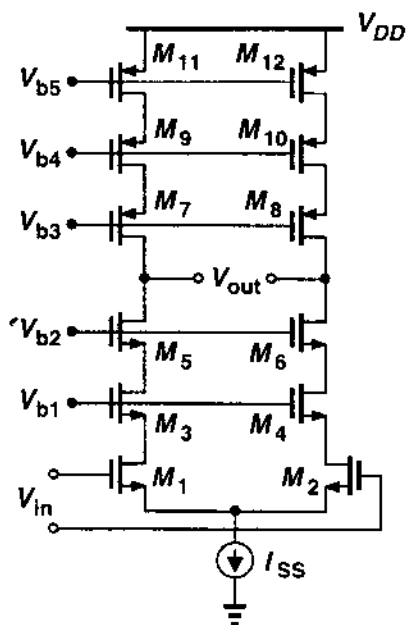 V_DD
V_b5 M_11 M_12
V_b4 M_9 M_10
V_b3 M_7 M_8
V_out
V_b2 M_5 M_6
V_b1 M_3 M_4
V_in M_1 M_2
I_SS